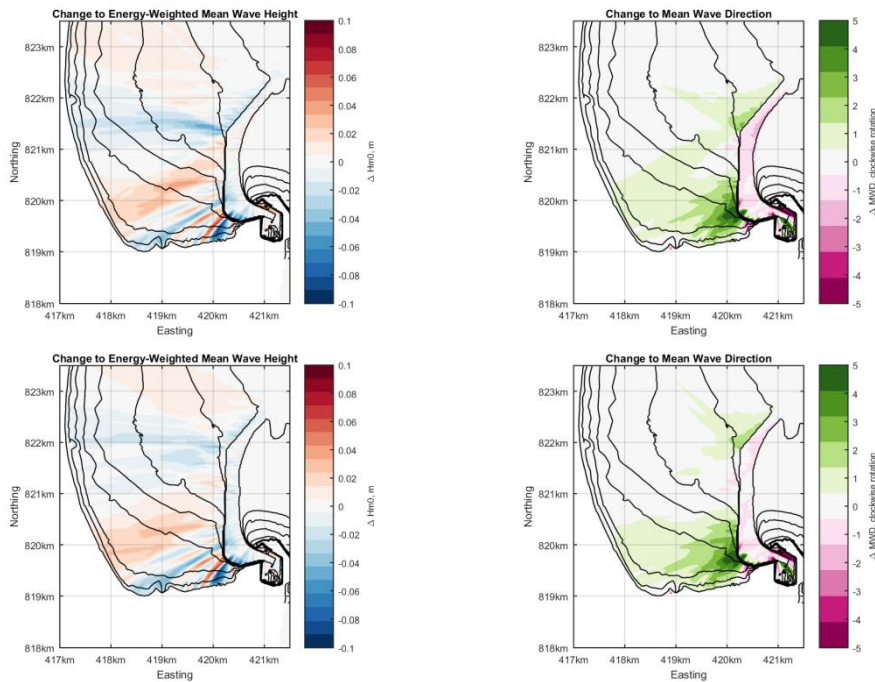 Change to Energy-Weighted Mean Wave Height
823km
822km
821km
820km
819km
818km
417km 418km 419km 420km 421km
Easting
Northing
0.1
0.08
0.06
0.04
0.02
0
-0.02
-0.04
-0.06
-0.08
-0.1
Δ Hm0, m
Change to Mean Wave Direction
823km
822km
821km
820km
819km
818km
417km 418km 419km 420km 421km
Easting
Northing
5
4
3
2
1
0
-1
-2
-3
-4
-5
Δ MWD, clockwise rotation
Change to Energy-Weighted Mean Wave Height
823km
822km
821km
820km
819km
818km
417km 418km 419km 420km 421km
Easting
Northing
0.1
0.08
0.06
0.04
0.02
0
-0.02
-0.04
-0.06
-0.08
-0.1
Δ Hm0, m
Change to Mean Wave Direction
823km
822km
821km
820km
819km
818km
417km 418km 419km 420km 421km
Easting
Northing
5
4
3
2
1
0
-1
-2
-3
-4
-5
Δ MWD, clockwise rotation